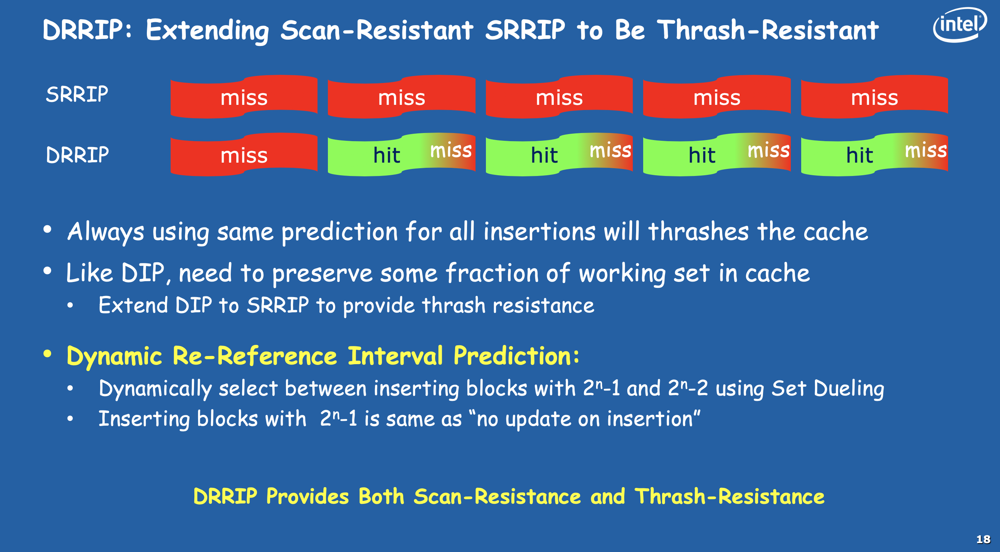 DRRIP: Extending Scan-Resistant SRRIP to Be Thrash-Resistant
intel®
SRRIP miss miss miss miss miss
DRRIP miss hit miss hit miss hit miss hit miss
• Always using same prediction for all insertions will thrashes the cache
• Like DIP, need to preserve some fraction of working set in cache
• Extend DIP to SRRIP to provide thrash resistance
• Dynamic Re-Reference Interval Prediction:
• Dynamically select between inserting blocks with 2ⁿ-1 and 2ⁿ-2 using Set Dueling
• Inserting blocks with 2ⁿ-1 is same as “no update on insertion”
DRRIP Provides Both Scan-Resistance and Thrash-Resistance
18